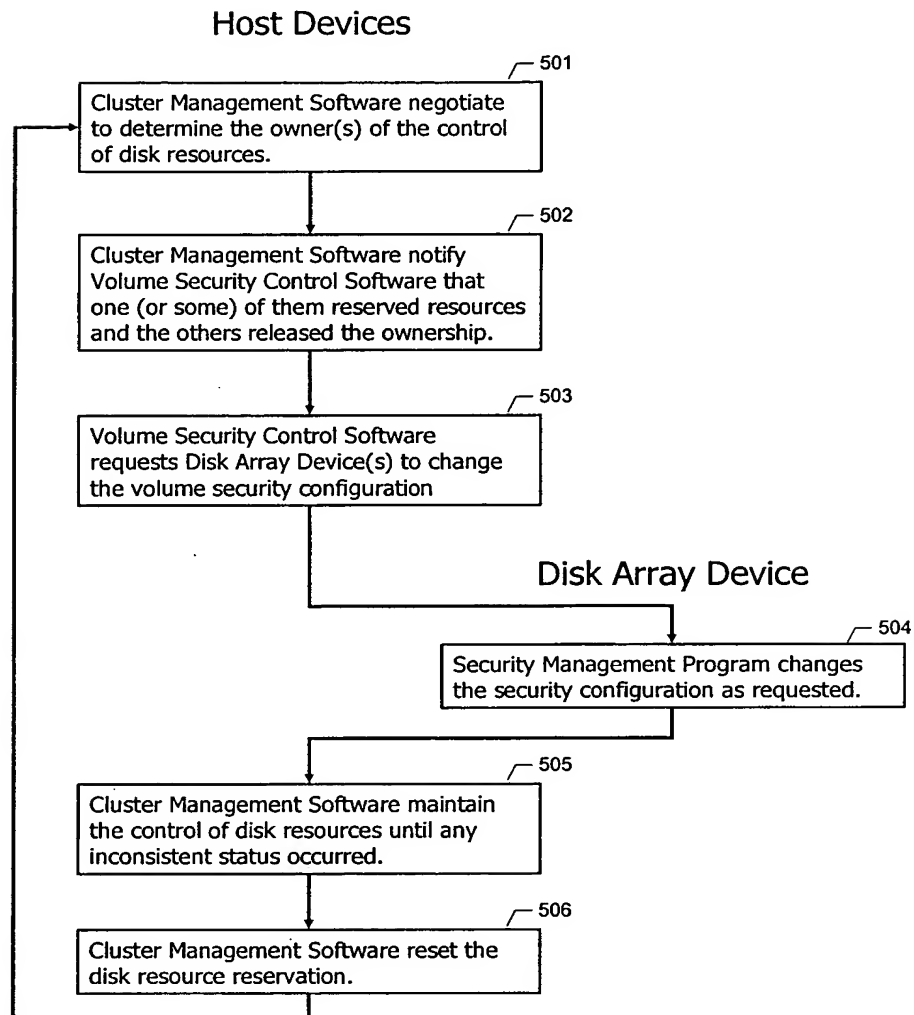 Host Devices
501
Cluster Management Software negotiate
to determine the owner(s) of the control
of disk resources.
502
Cluster Management Software notify
Volume Security Control Software that
one (or some) of them reserved resources
and the others released the ownership.
503
Volume Security Control Software
requests Disk Array Device(s) to change
the volume security configuration
Disk Array Device
504
Security Management Program changes
the security configuration as requested.
505
Cluster Management Software maintain
the control of disk resources until any
inconsistent status occurred.
506
Cluster Management Software reset the
disk resource reservation.